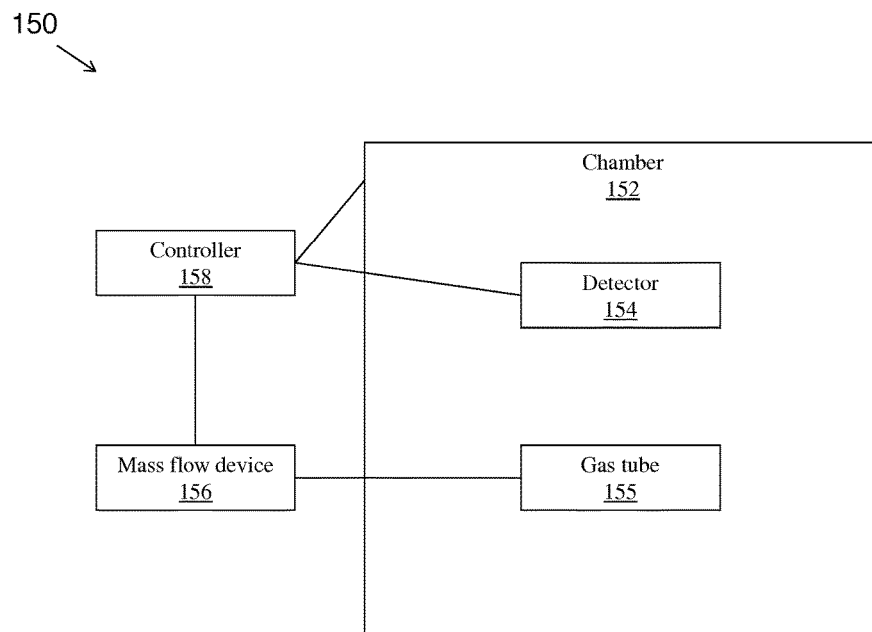 150
Chamber
152
Controller
158
Detector
154
Mass flow device
156
Gas tube
155